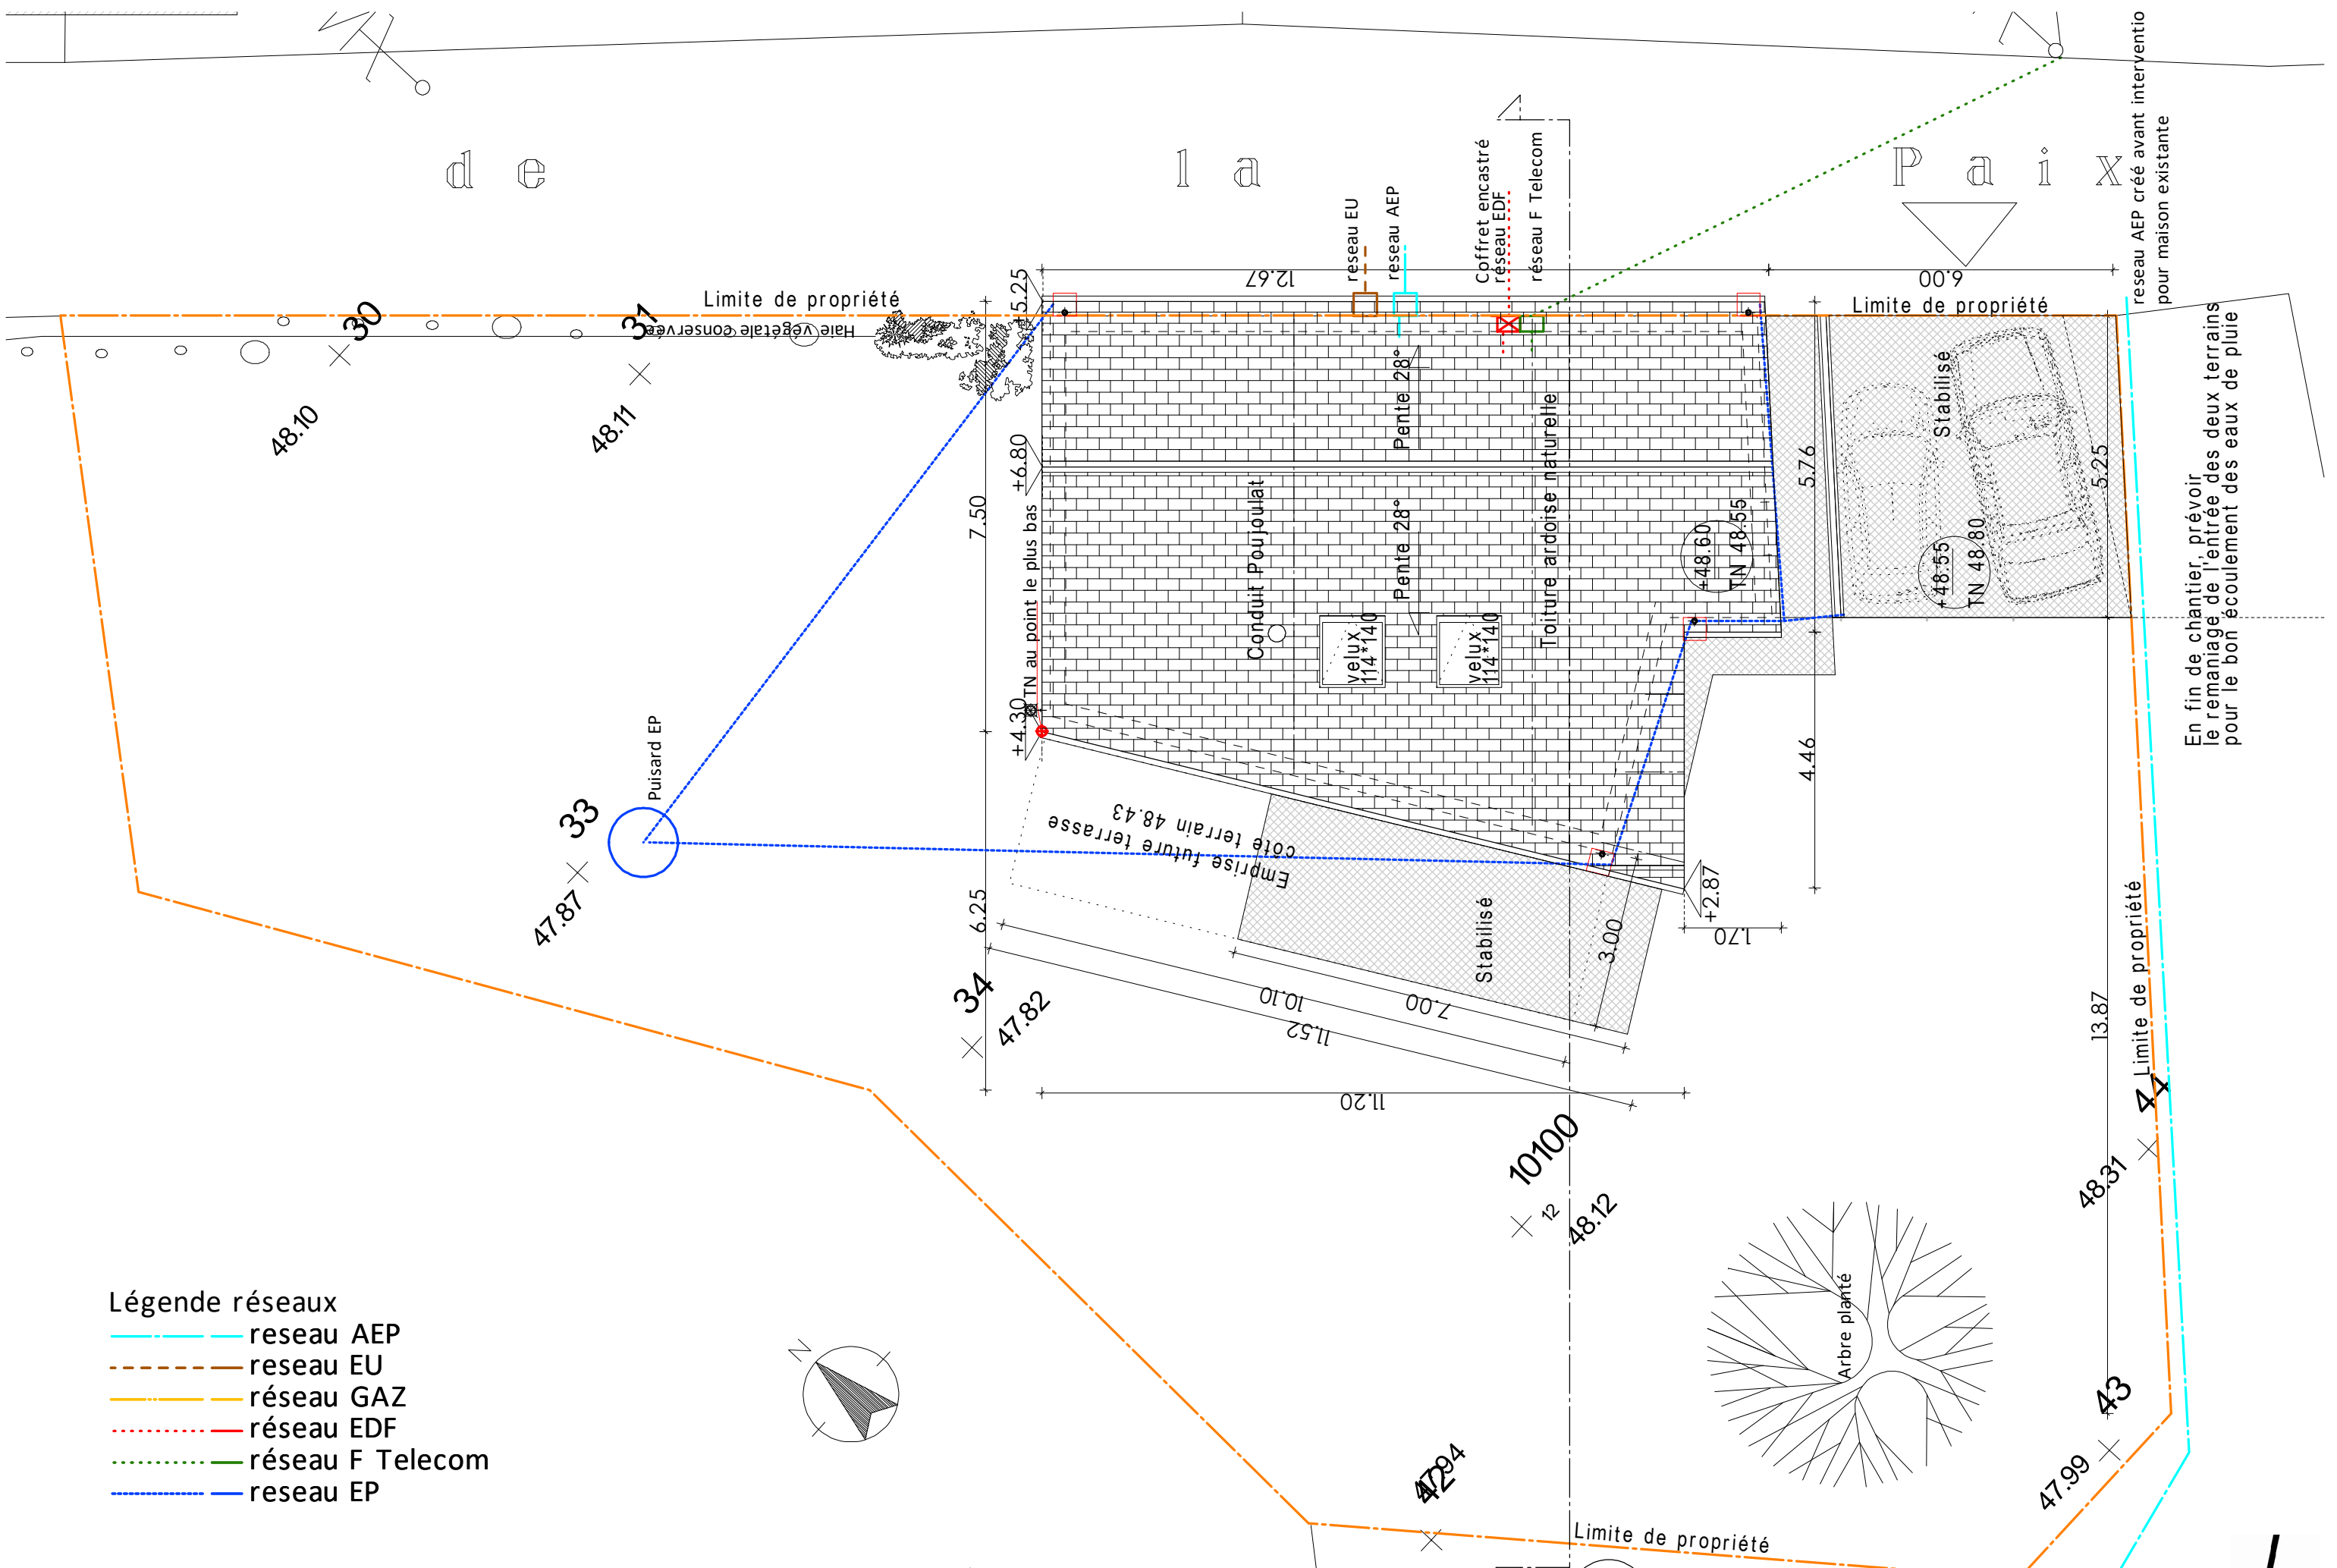 de la Paix
reseau AEP créé avant interventio
pour maison existante
reseau EU
reseau AEP
Coffret encastré
réseau EDF
réseau F Telecom
12.67
6.00
Limite de propriété
Limite de propriété
Haie végétale conservée
30
48.10
31
48.11
+5.25
+6.80
7.50
TN au point le plus bas
+4.30
Conduit Poujoulat
Pente 28°
Pente 28°
Toiture ardoise naturelle
velux
114*140
velux
114*140
+48.60
TN 48.55
5.76
Stabilisé
5.25
+48.55
TN 48.80
En fin de chantier, prévoir
le remaniage de l'entrée des deux terrains
pour le bon écoulement des eaux de pluie
Puisard EP
33
47.87
Emprise future terrasse
côté terrain 48.43
6.25
4.46
+2.87
1.70
3.00
Stabilisé
7.00
10.10
11.52
11.20
34
47.82
13.87
Limite de propriété
44
48.31
10100
12
48.12
Arbre planté
43
47.99
47.94
42
Limite de propriété
N
Légende réseaux
reseau AEP
reseau EU
réseau GAZ
réseau EDF
réseau F Telecom
reseau EP